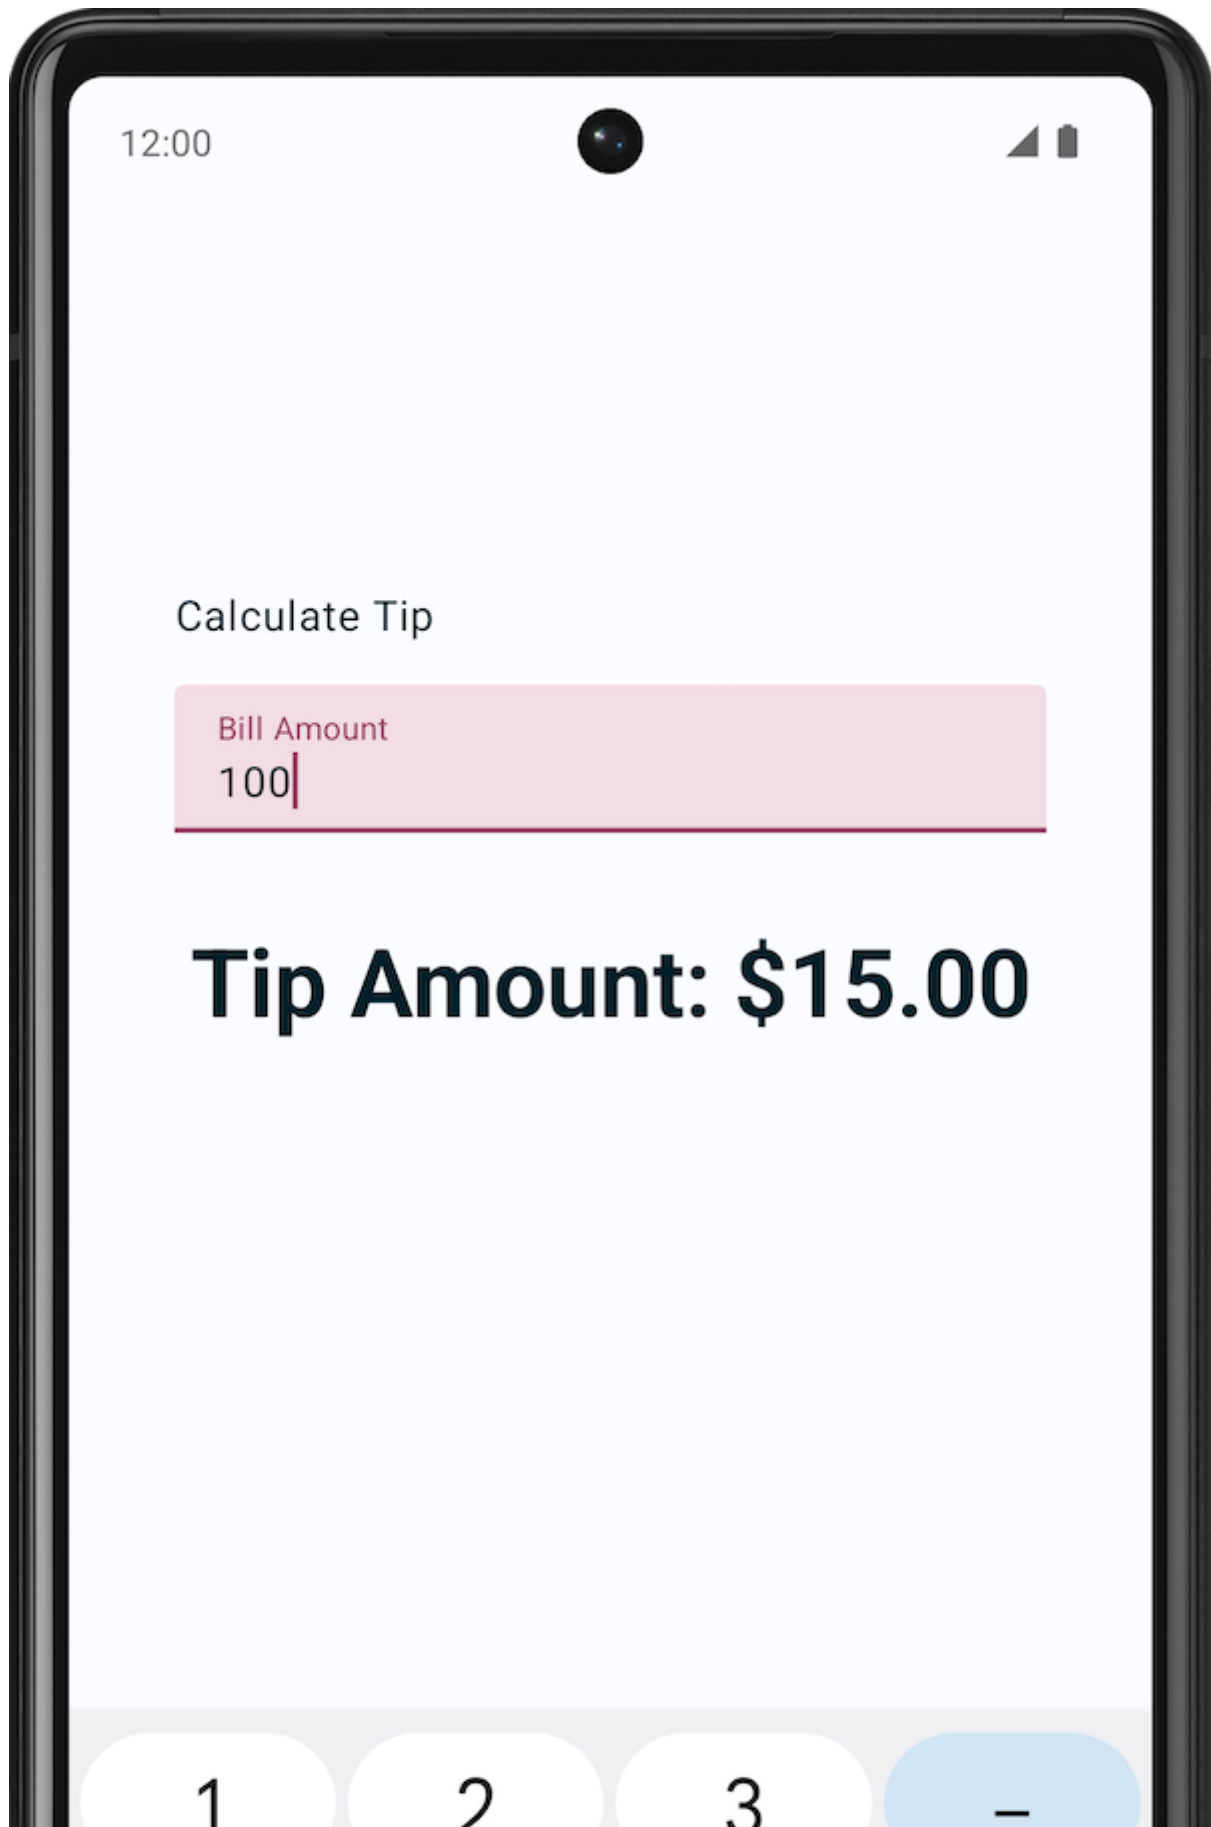 12:00
Calculate Tip
Bill Amount
100
Tip Amount: $15.00
1 2 3 –